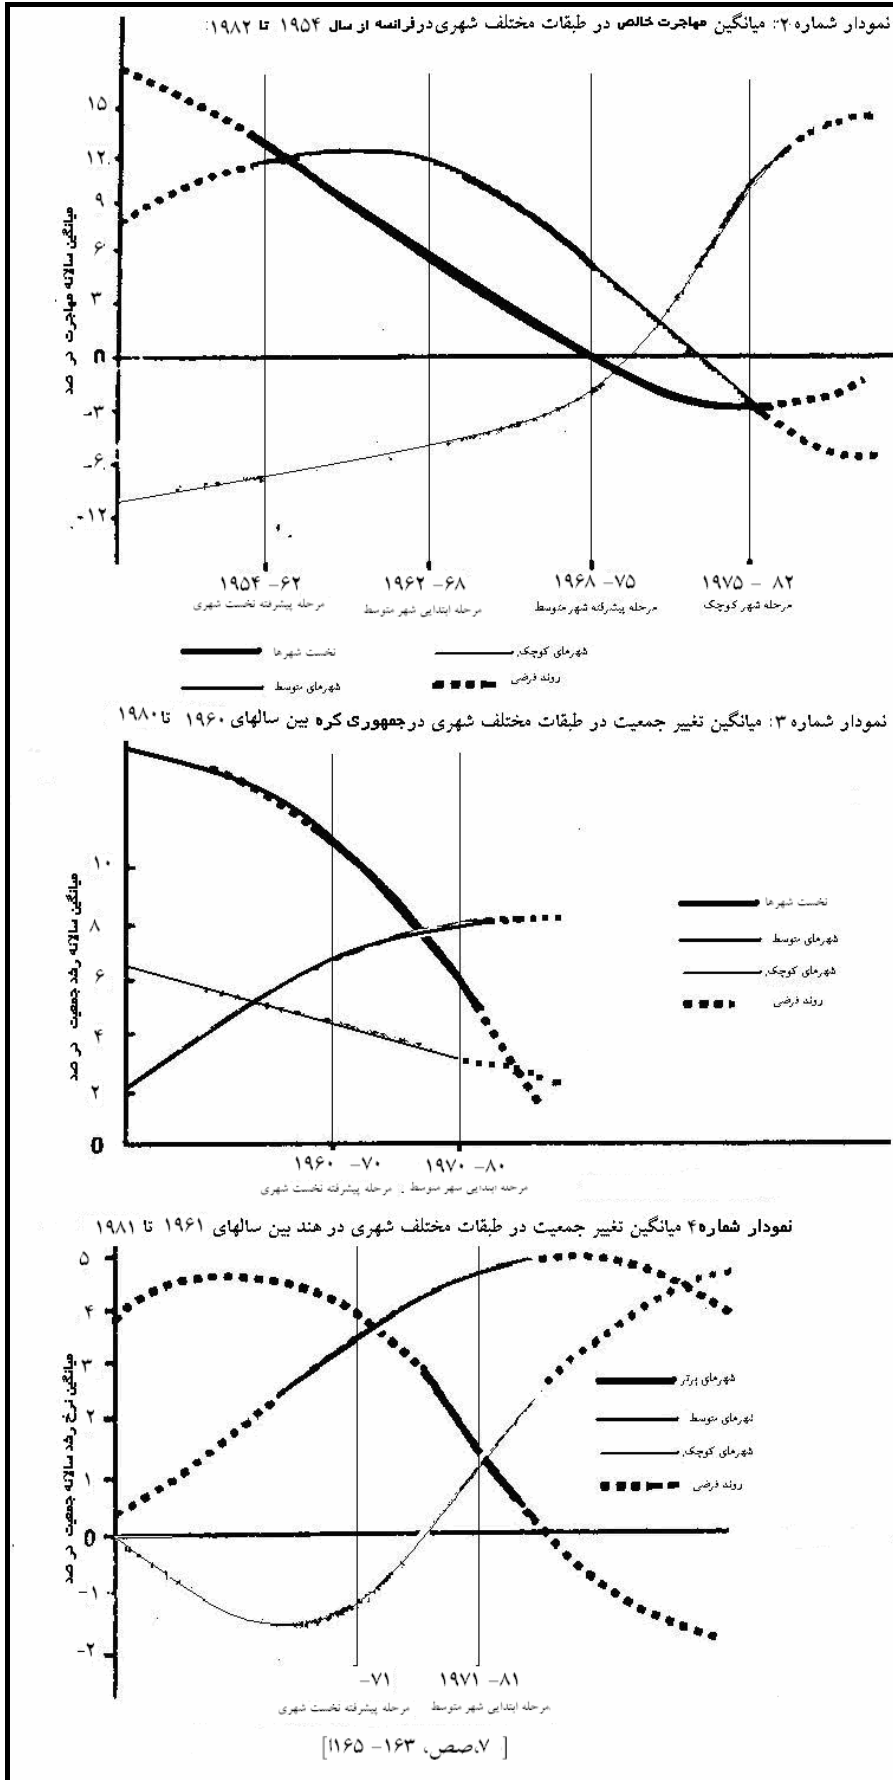 نمودار شماره ۲: میانگین مهاجرت خالص در طبقات مختلف شهری در فرانسه از سال ۱۹۵۴ تا ۱۹۸۲:
میانگین سالانه مهاجرت در صد
۱۵
۱۲
۹
۶
۳
0
-۳
-۶
-۱۲
۱۹۵۴ -۶۲
۱۹۶۲ -۶۸
۱۹۶۸ -۷۵
۱۹۷۵ - ۸۲
مرحله پیشرفته نخست شهری
مرحله ابتدایی شهر متوسط
مرحله پیشرفته شهر متوسط
مرحله شهر کوچک
نخست شهرها
شهرهای کوچک
شهرهای متوسط
روند فرضی
نمودار شماره ۳: میانگین تغییر جمعیت در طبقات مختلف شهری در جمهوری کره بین سالهای ۱۹۶۰ تا ۱۹۸۰
میانگین سالانه رشد جمعیت در صد
۱۰
۸
۶
۴
۲
0
نخست شهرها
شهرهای متوسط
شهرهای کوچک
روند فرضی
۱۹۶۰ -۷۰
۱۹۷۰ -۸۰
مرحله پیشرفته نخست شهری
مرحله ابتدایی شهر متوسط
نمودار شماره ۴ میانگین تغییر جمعیت در طبقات مختلف شهری در هند بین سالهای ۱۹۶۱ تا ۱۹۸۱
میانگین نرخ رشد سالانه جمعیت در صد
۵
۴
۳
۲
۱
0
-۱
-۲
شهرهای برتر
شهرهای متوسط
شهرهای کوچک
روند فرضی
-۷۱
۱۹۷۱ -۸۱
مرحله پیشرفته نخست شهری
مرحله ابتدایی شهر متوسط
[۷،صص، ۱۶۳- ۱۶۵]